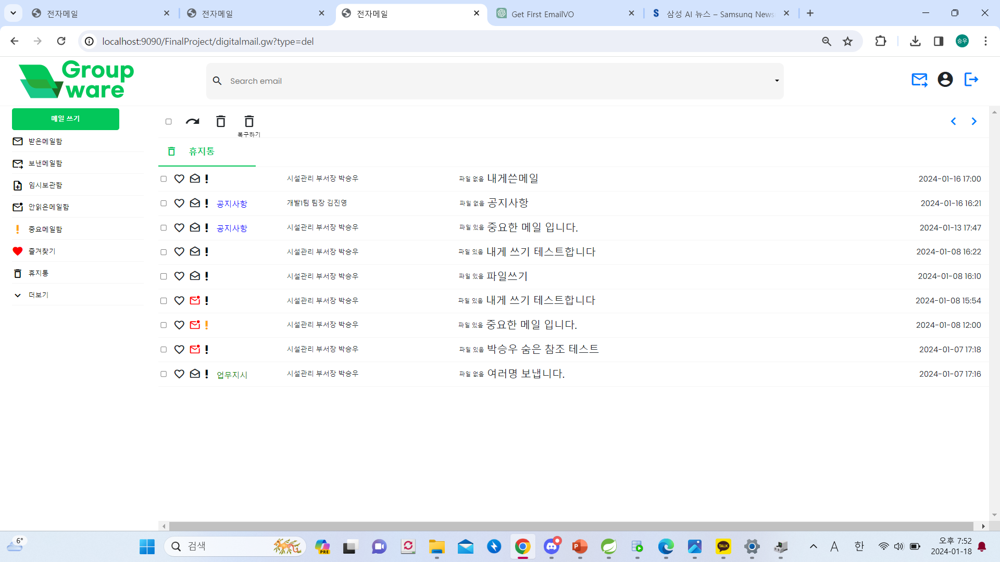 전자메일
전자메일
전자메일
Get First EmailVO
삼성 AI 뉴스 – Samsung News
localhost:9090/FinalProject/digitalmail.gw?type=del
승우
Group
ware
Search email
메일 쓰기
받은메일함
보낸메일함
임시보관함
안읽은메일함
중요메일함
즐겨찾기
휴지통
더보기
복구하기
휴지통
시설관리 부서장 박승우 파일 없음 내게쓴메일 2024-01-16 17:00
공지사항 개발1팀 팀장 김진영 파일 없음 공지사항 2024-01-16 16:21
공지사항 시설관리 부서장 박승우 파일 있음 중요한 메일 입니다. 2024-01-13 17:47
시설관리 부서장 박승우 파일 있음 내게 쓰기 테스트합니다 2024-01-08 16:22
시설관리 부서장 박승우 파일 있음 파일쓰기 2024-01-08 16:10
시설관리 부서장 박승우 파일 있음 내게 쓰기 테스트합니다 2024-01-08 15:54
시설관리 부서장 박승우 파일 있음 중요한 메일 입니다. 2024-01-08 12:00
시설관리 부서장 박승우 파일 있음 박승우 숨은 참조 테스트 2024-01-07 17:18
업무지시 시설관리 부서장 박승우 파일 없음 여러명 보냅니다. 2024-01-07 17:16
6°
검색
PRE
TALK
A
한
오후 7:52
2024-01-18